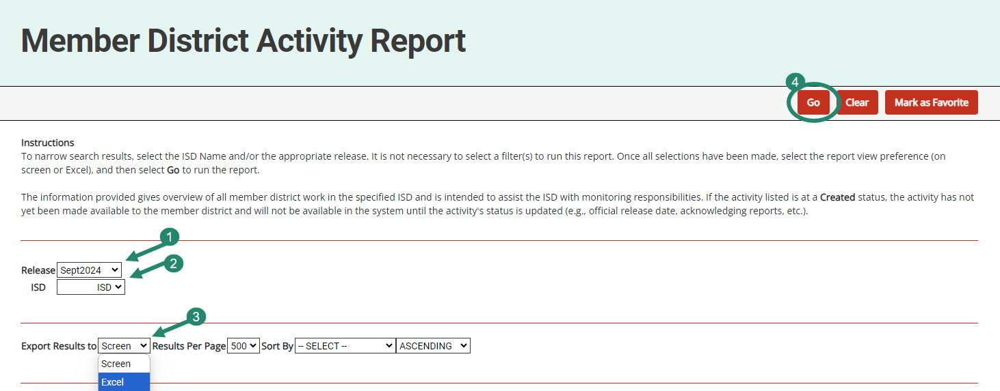 Member District Activity Report
4
Go Clear Mark as Favorite
Instructions
To narrow search results, select the ISD Name and/or the appropriate release. It is not necessary to select a filter(s) to run this report. Once all selections have been made, select the report view preference (on
screen or Excel), and then select Go to run the report.
The information provided gives overview of all member district work in the specified ISD and is intended to assist the ISD with monitoring responsibilities. If the activity listed is at a Created status, the activity has not
yet been made available to the member district and will not be available in the system until the activity's status is updated (e.g., official release date, acknowledging reports, etc.).
1
2
Release Sept2024
ISD ISD
3
Export Results to Screen Results Per Page 500 Sort By -- SELECT -- ASCENDING
Screen
Excel